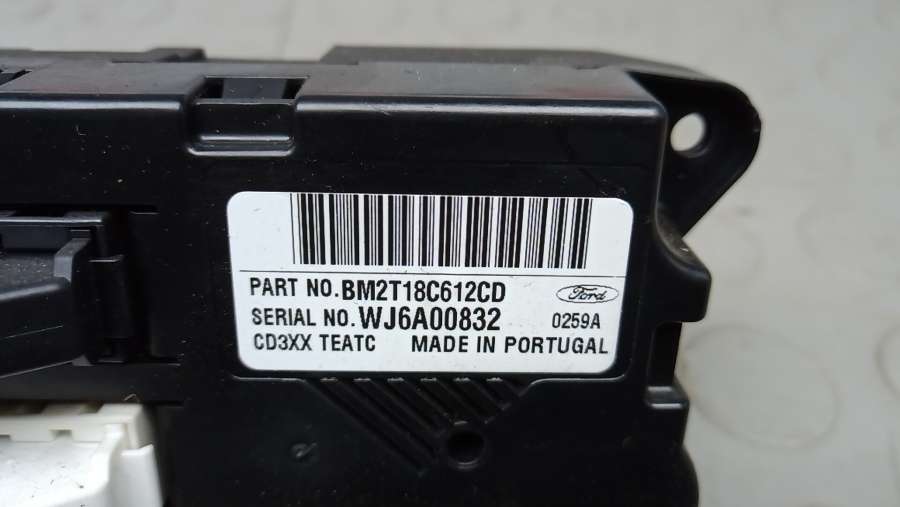 PART NO. BM2T18C612CD
Ford
SERIAL NO. WJ6A00832
0259A
CD3XX TEATC MADE IN PORTUGAL